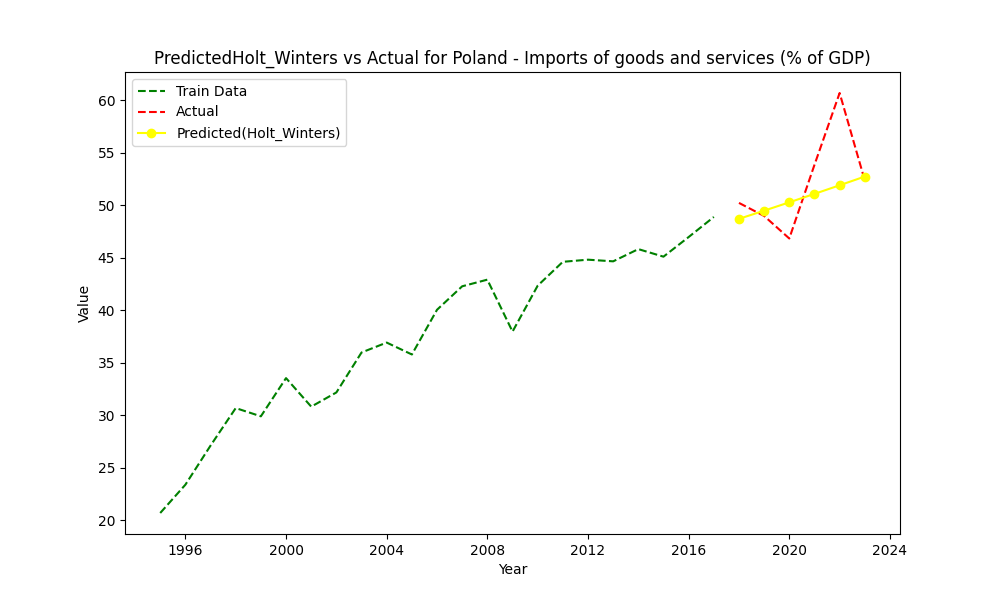 PredictedHolt_Winters vs Actual for Poland - Imports of goods and services (% of GDP)
Train Data
Actual
Predicted(Holt_Winters)
Value
60
55
50
45
40
35
30
25
20
1996 2000 2004 2008 2012 2016 2020 2024
Year